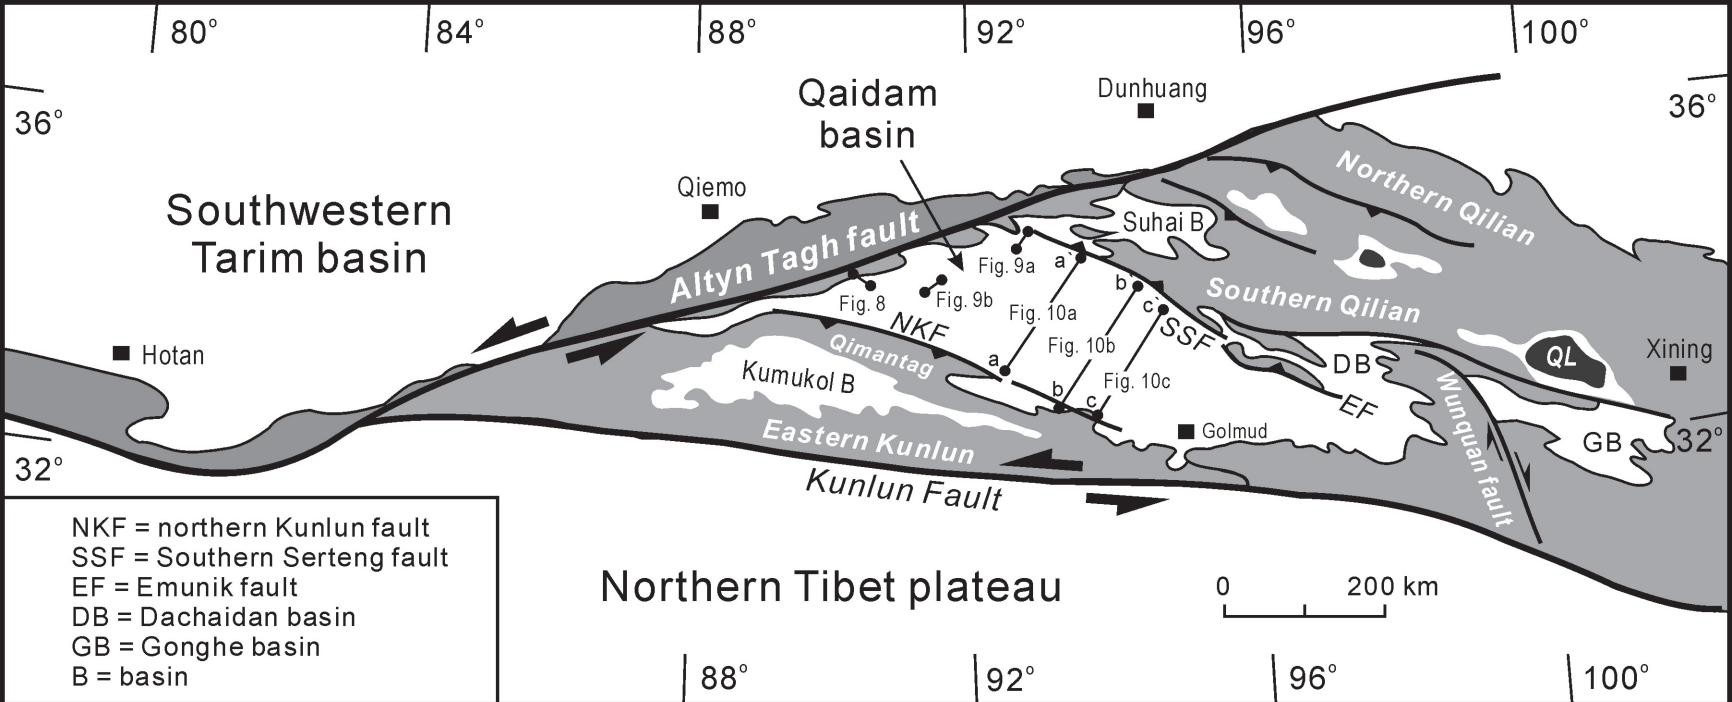 80°
84°
88°
92°
96°
100°
36°
36°
Qaidam
basin
Dunhuang
Northern Qilian
Qiemo
Southwestern
Tarim basin
Suhai B
Altyn Tagh fault
Fig. 9a
a`
Fig. 8
Fig. 9b
b`
c`
Southern Qilian
Fig. 10a
NKF
SSF
Qimantag
Fig. 10b
Hotan
a
Kumukol B
Fig. 10c
DB
QL
Xining
b
c
EF
Wunquan fault
Eastern Kunlun
Golmud
GB
32°
32°
Kunlun Fault
NKF = northern Kunlun fault
SSF = Southern Serteng fault
EF = Emunik fault
DB = Dachaidan basin
GB = Gonghe basin
B = basin
Northern Tibet plateau
0 200 km
88°
92°
96°
100°